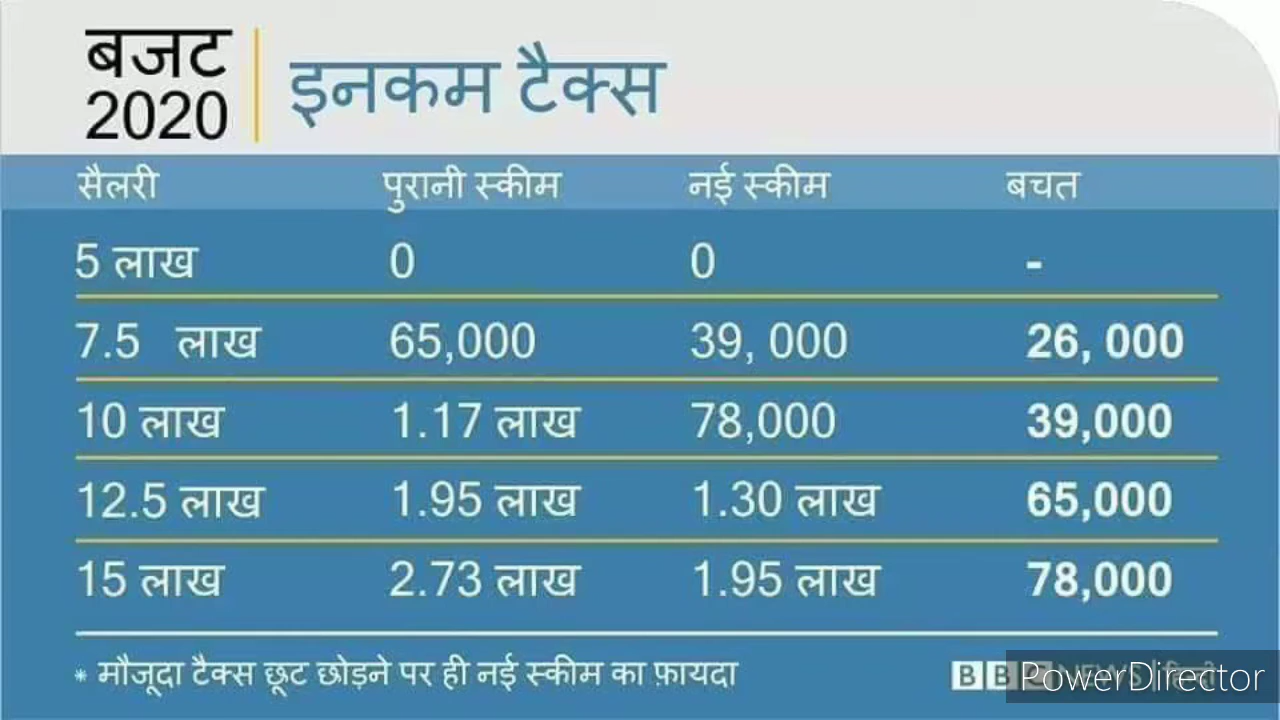 बजट
2020
इनकम टैक्स
सैलरी पुरानी स्कीम नई स्कीम बचत
5 लाख 0 0 -
7.5 लाख 65,000 39, 000 26, 000
10 लाख 1.17 लाख 78,000 39,000
12.5 लाख 1.95 लाख 1.30 लाख 65,000
15 लाख 2.73 लाख 1.95 लाख 78,000
* मौजूदा टैक्स छूट छोड़ने पर ही नई स्कीम का फ़ायदा
BBC NEWS हिन्दी
PowerDirector